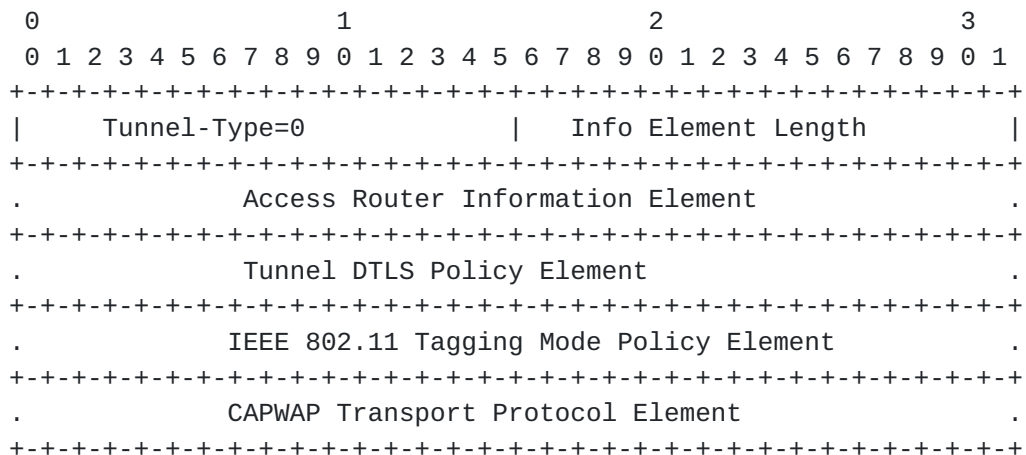 0                   1                   2                   3
 0 1 2 3 4 5 6 7 8 9 0 1 2 3 4 5 6 7 8 9 0 1 2 3 4 5 6 7 8 9 0 1
+-+-+-+-+-+-+-+-+-+-+-+-+-+-+-+-+-+-+-+-+-+-+-+-+-+-+-+-+-+-+-+-+
|     Tunnel-Type=0             |   Info Element Length         |
+-+-+-+-+-+-+-+-+-+-+-+-+-+-+-+-+-+-+-+-+-+-+-+-+-+-+-+-+-+-+-+-+
.              Access Router Information Element                .
+-+-+-+-+-+-+-+-+-+-+-+-+-+-+-+-+-+-+-+-+-+-+-+-+-+-+-+-+-+-+-+-+
.              Tunnel DTLS Policy Element                       .
+-+-+-+-+-+-+-+-+-+-+-+-+-+-+-+-+-+-+-+-+-+-+-+-+-+-+-+-+-+-+-+-+
.             IEEE 802.11 Tagging Mode Policy Element           .
+-+-+-+-+-+-+-+-+-+-+-+-+-+-+-+-+-+-+-+-+-+-+-+-+-+-+-+-+-+-+-+-+
.             CAPWAP Transport Protocol Element                 .
+-+-+-+-+-+-+-+-+-+-+-+-+-+-+-+-+-+-+-+-+-+-+-+-+-+-+-+-+-+-+-+-+